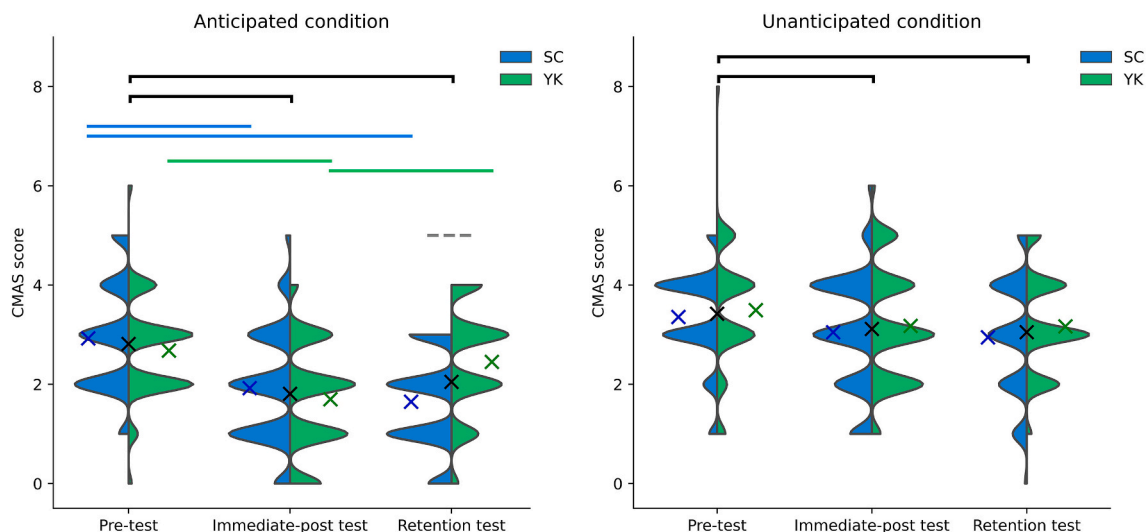 Anticipated condition
SC
YK
CMAS score
8
6
4
2
0
Pre-test
Immediate-post test
Retention test
Unanticipated condition
SC
YK
CMAS score
8
6
4
2
0
Pre-test
Immediate-post test
Retention test